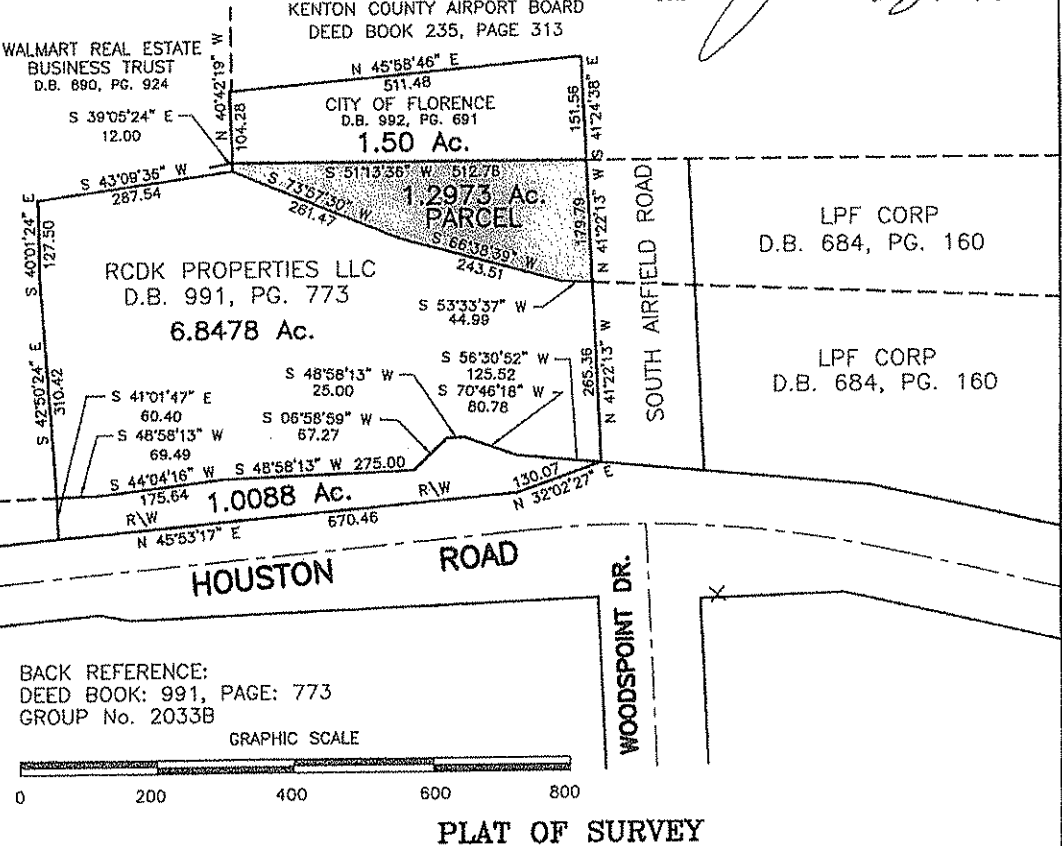 KENTON COUNTY AIRPORT BOARD
DEED BOOK 235, PAGE 313
WALMART REAL ESTATE
BUSINESS TRUST
D.B. 890, PG. 924
N 40°42'19" W
104.28
N 45°58'46" E
511.48
CITY OF FLORENCE
D.B. 992, PG. 691
1.50 Ac.
151.56
S 41°24'38" E
S 39°05'24" E
12.00
S 43°09'36" W
287.54
S 51°13'36" W 512.78
1.2973 Ac.
PARCEL
S 73°57'30" W
261.47
S 66°38'39" W
243.51
179.79
N 41°22'13" W
SOUTH AIRFIELD ROAD
LPF CORP
D.B. 684, PG. 160
S 40°01'24" E
127.50
RCDK PROPERTIES LLC
D.B. 991, PG. 773
6.8478 Ac.
S 53°33'37" W
44.99
265.36
N 41°22'13" W
LPF CORP
D.B. 684, PG. 160
S 42°50'24" E
310.42
S 41°01'47" E
60.40
S 48°58'13" W
69.49
S 48°58'13" W
25.00
S 06°58'59" W
67.27
S 56°30'52" W
125.52
S 70°46'18" W
80.78
S 44°04'16" W
175.64
S 48°58'13" W 275.00
1.0088 Ac.
R\W
R\W
130.07
N 32°02'27" E
N 45°53'17" E
670.46
HOUSTON ROAD
WOODSPOINT DR.
BACK REFERENCE:
DEED BOOK: 991, PAGE: 773
GROUP No. 2033B
GRAPHIC SCALE
0 200 400 600 800
PLAT OF SURVEY